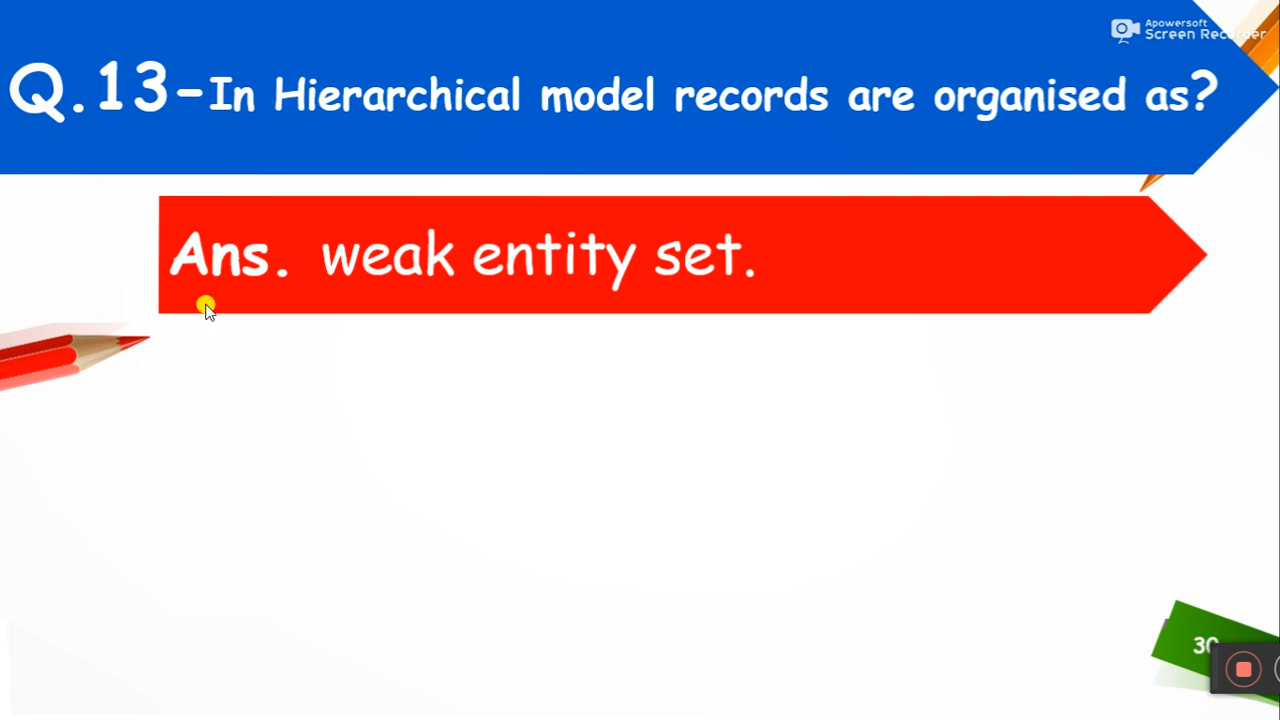 Apowersoft
Screen Recorder
Q.13-In Hierarchical model records are organised as?
Ans. weak entity set.
30